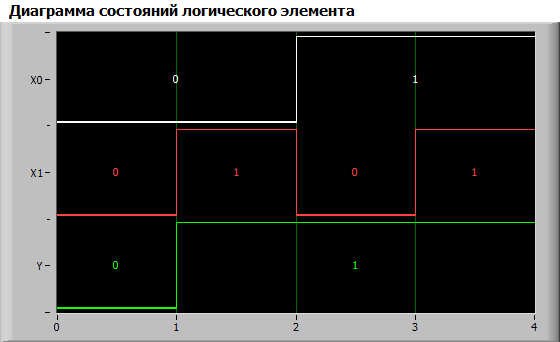 Диаграмма состояний логического элемента
X0
0 1
X1
0 1 0 1
Y
0 1
0 1 2 3 4